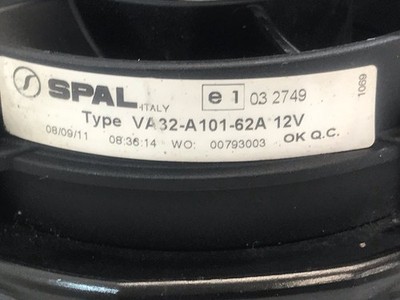 SPAL ITALY e1 03 2749
Type VA32-A101-62A 12V
08/09/11 08:36:14 WO: 00793003 OK Q.C.
1069